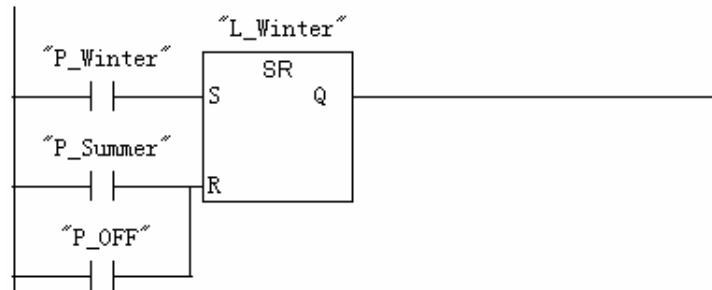 "L_Winter"
"P_Winter"
SR
S Q
"P_Summer"
R
"P_OFF"